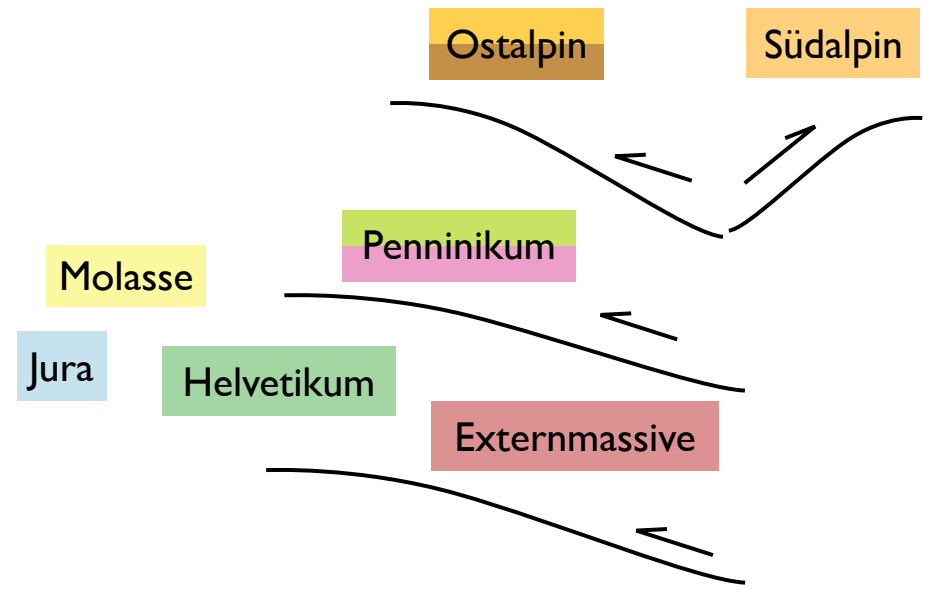 Ostalpin
Südalpin
Penninikum
Molasse
Jura
Helvetikum
Externmassive